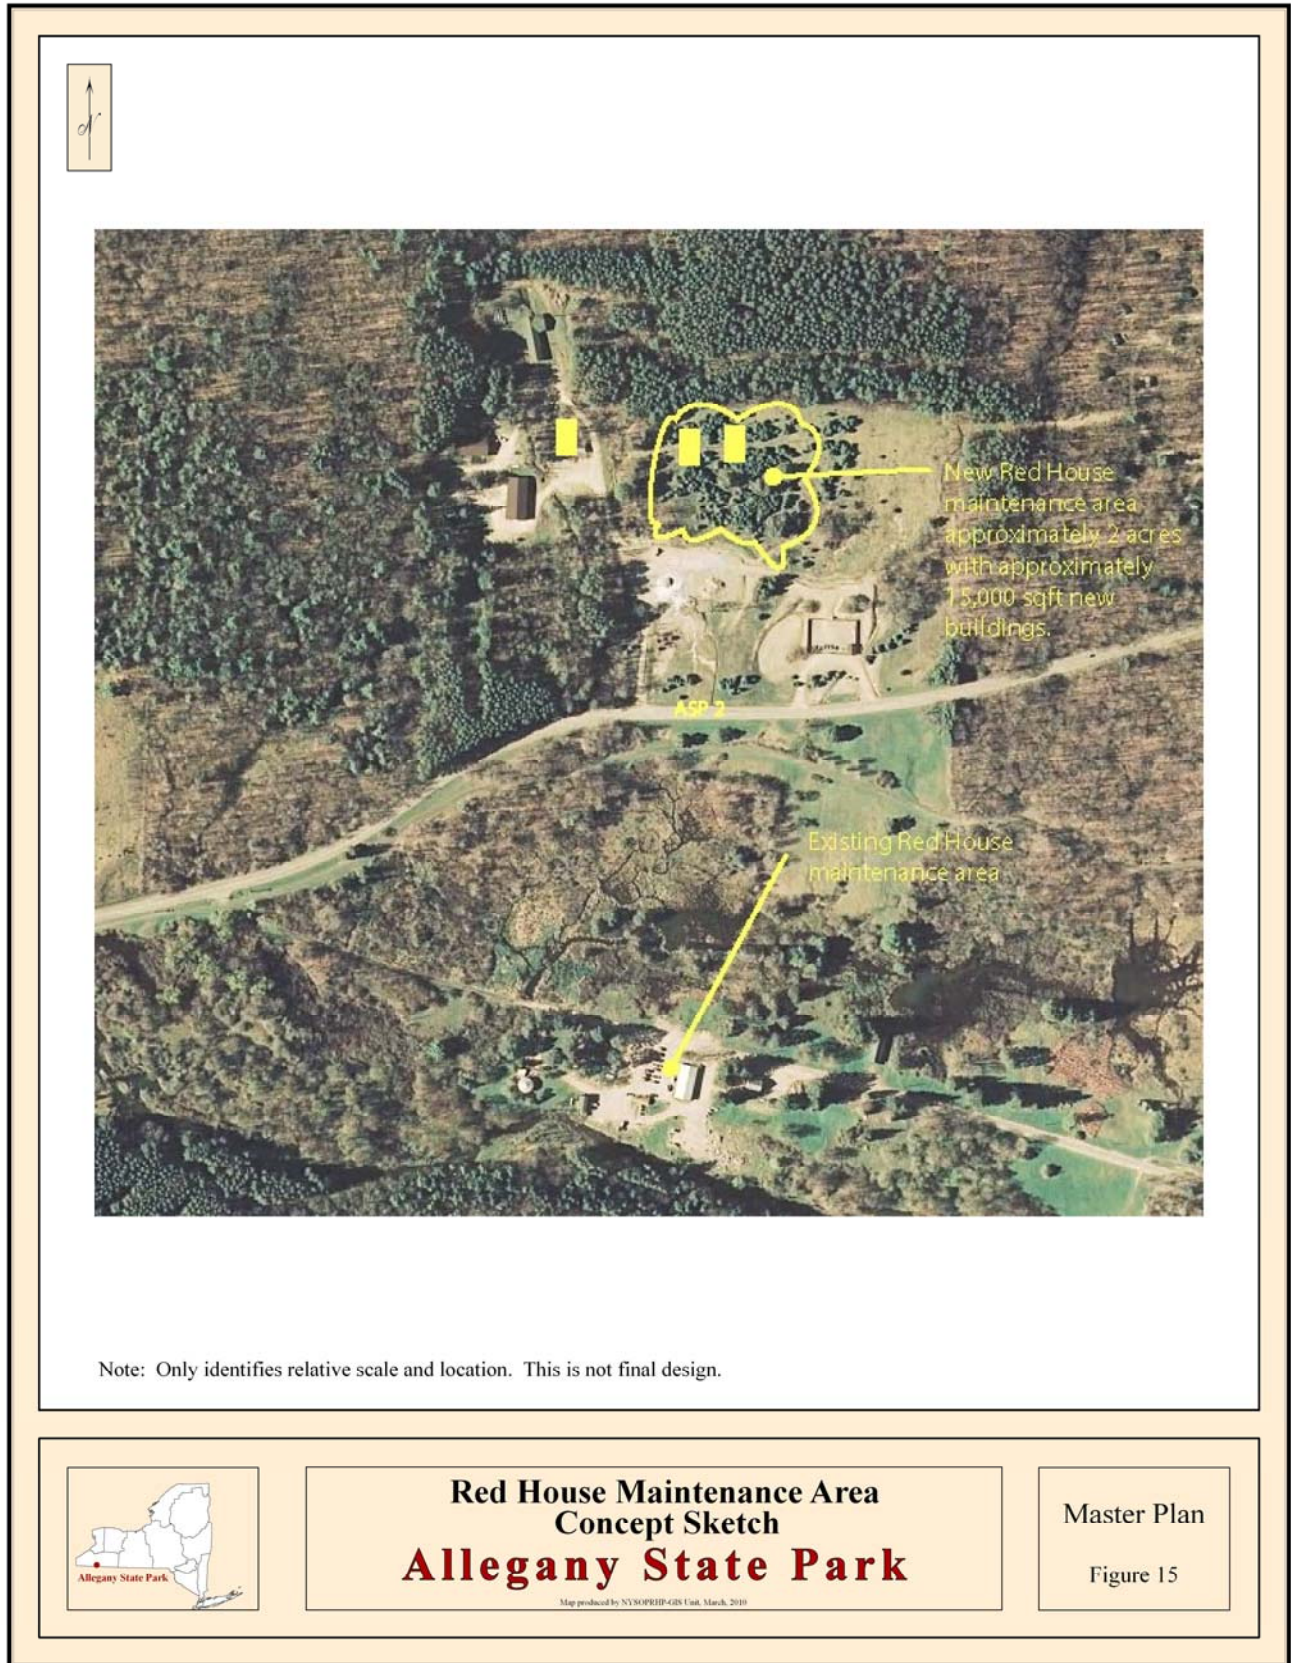 N
New Red House
maintenance area
approximately 2 acres
with approximately
15,000 sqft new
buildings.
ASP 2
Existing Red House
maintenance area
Note:  Only identifies relative scale and location.  This is not final design.
Allegany State Park
Red House Maintenance Area
Concept Sketch
Allegany State Park
Map produced by NYSOPRHP-GIS Unit, March, 2010
Master Plan
Figure 15